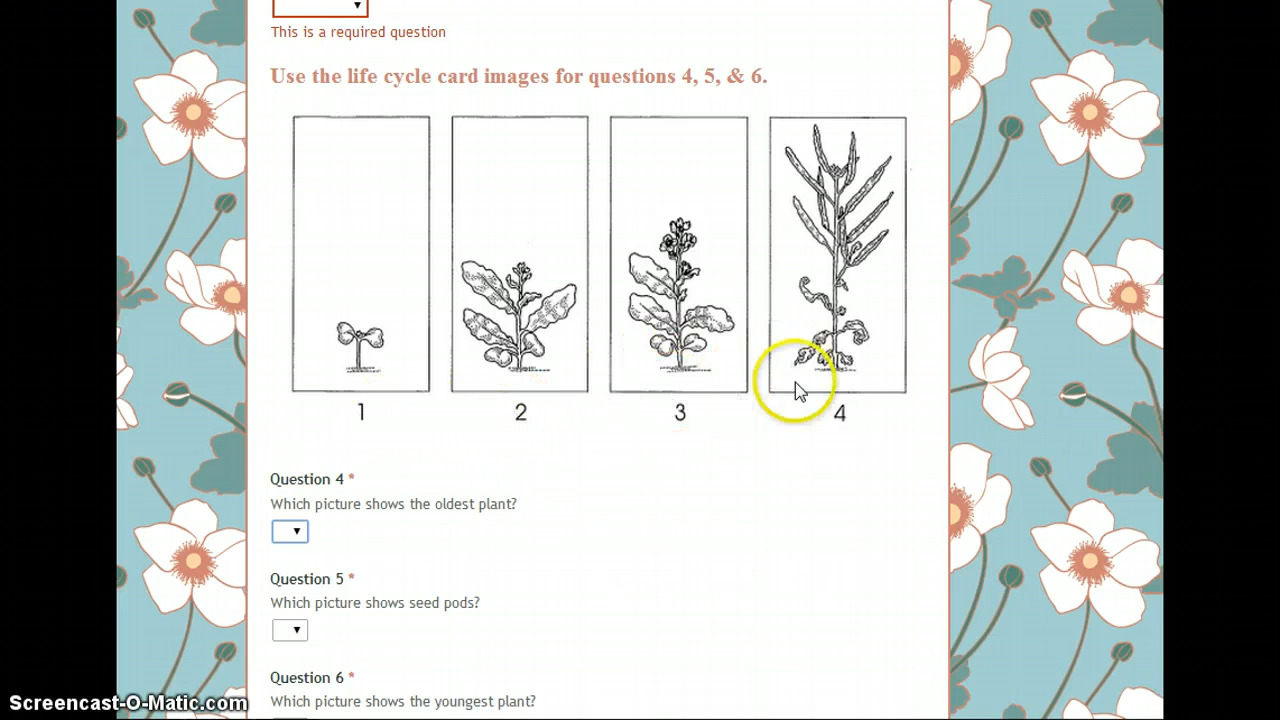 This is a required question
Use the life cycle card images for questions 4, 5, & 6.
1 2 3 4
Question 4 *
Which picture shows the oldest plant?
Question 5 *
Which picture shows seed pods?
Question 6 *
Which picture shows the youngest plant?
Screencast-O-Matic.com